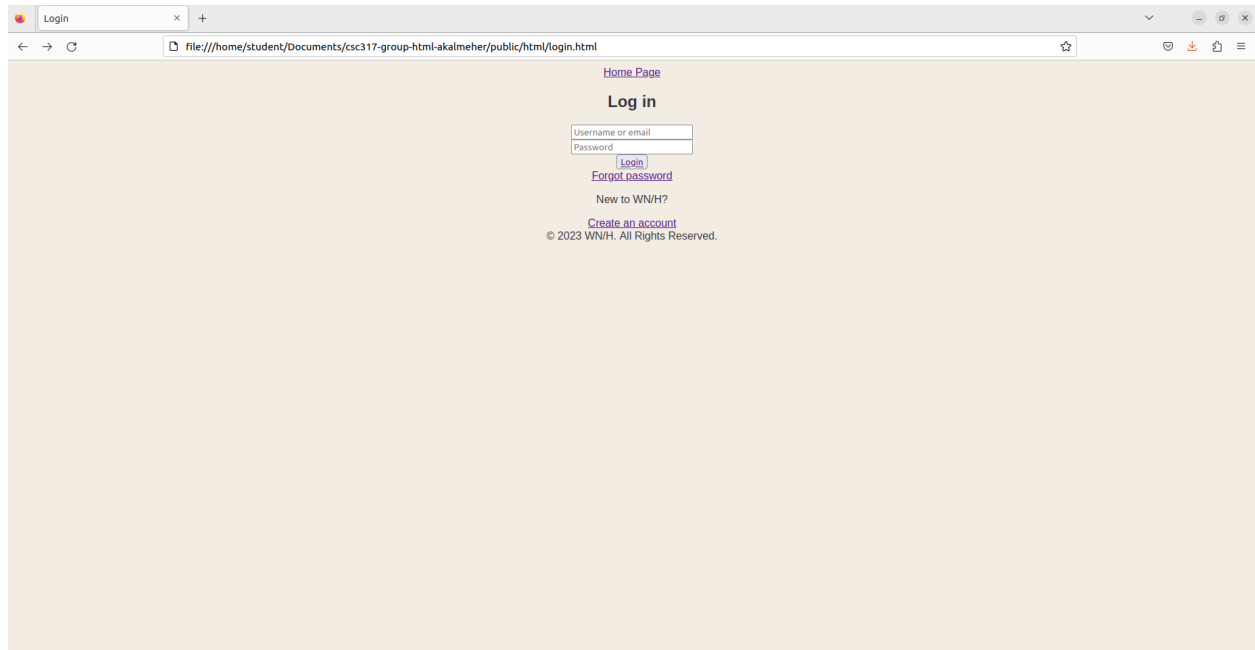 Login
file:///home/student/Documents/csc317-group-html-akalmeher/public/html/login.html
Home Page
Log in
Username or email
Password
Login
Forgot password
New to WN/H?
Create an account
© 2023 WN/H. All Rights Reserved.